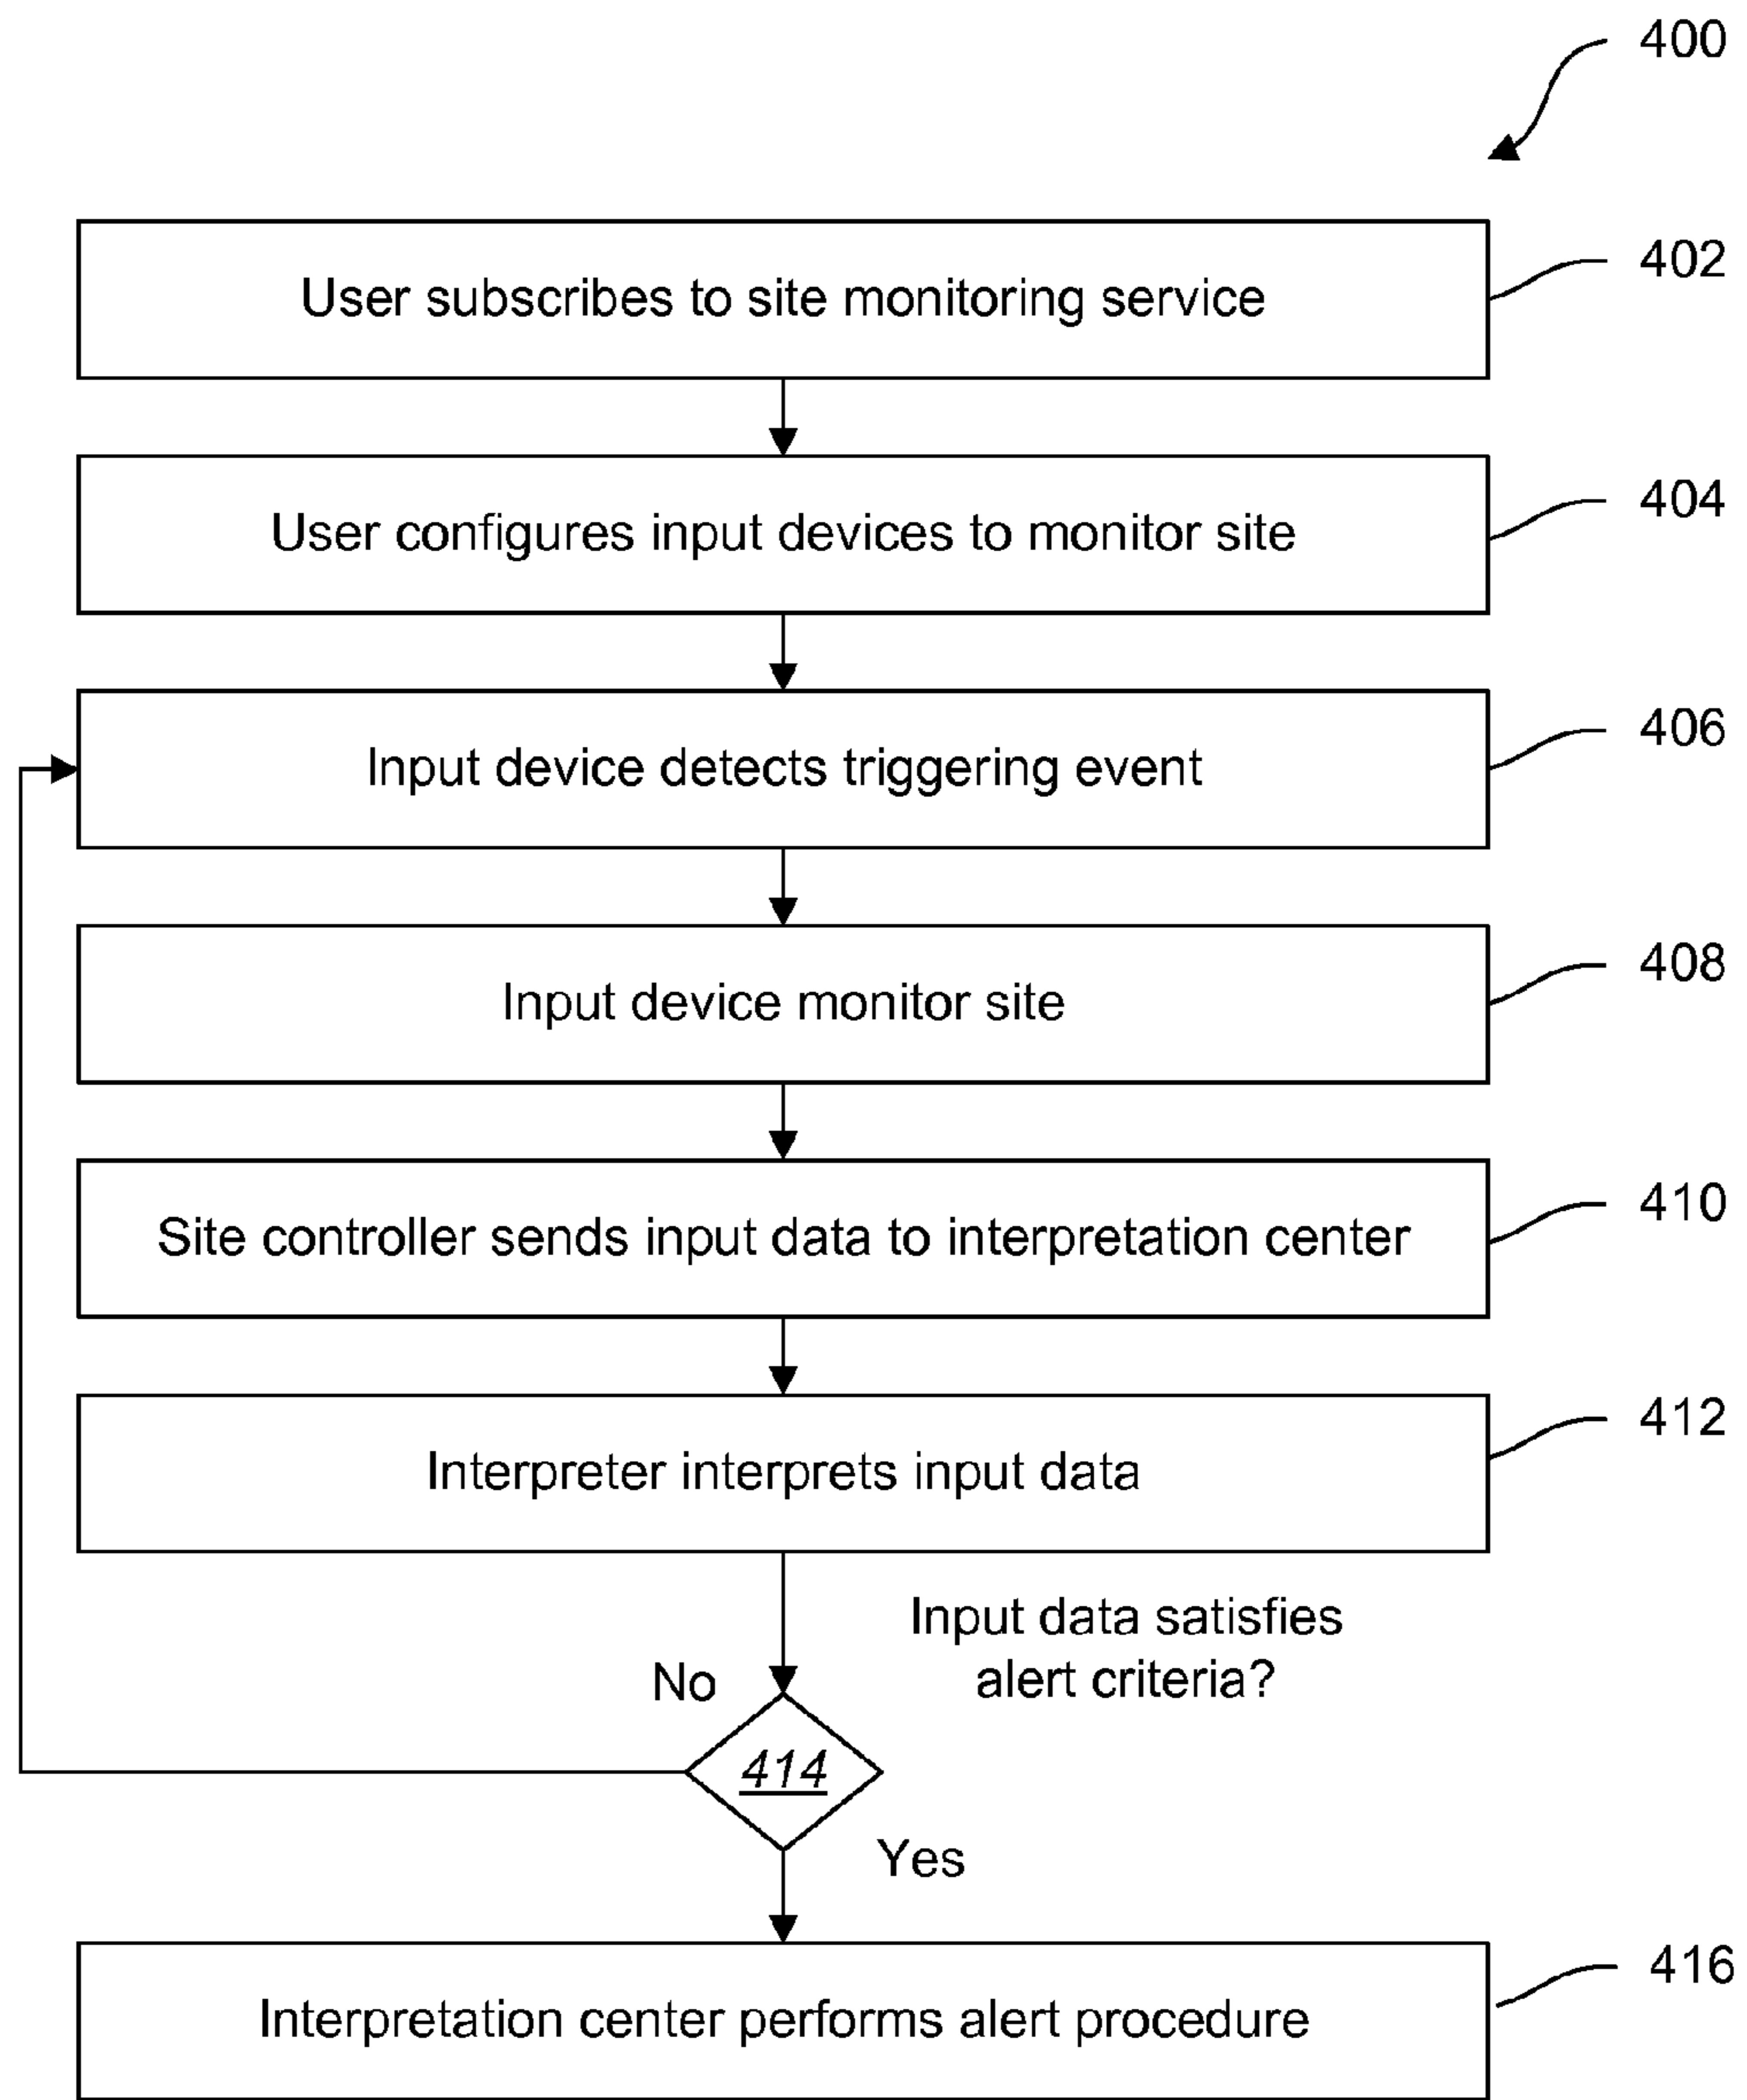 400
User subscribes to site monitoring service
402
User configures input devices to monitor site
404
Input device detects triggering event
406
Input device monitor site
408
Site controller sends input data to interpretation center
410
Interpreter interprets input data
412
Input data satisfies
alert criteria?
No
414
Yes
Interpretation center performs alert procedure
416